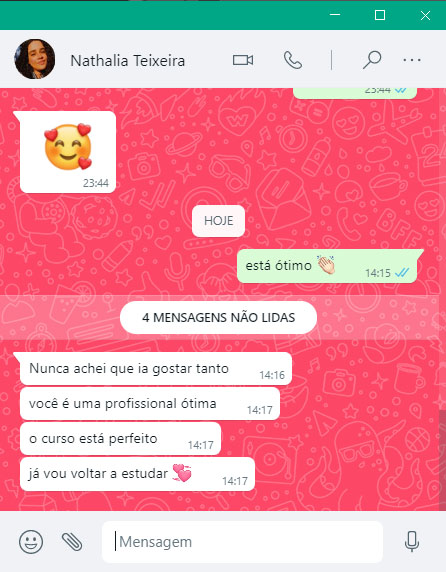 Nathalia Teixeira
23:44
23:44
HOJE
está ótimo 👏🏻
14:15
4 MENSAGENS NÃO LIDAS
Nunca achei que ia gostar tanto
14:16
você é uma profissional ótima
14:17
o curso está perfeito
14:17
já vou voltar a estudar 💞
14:17
Mensagem